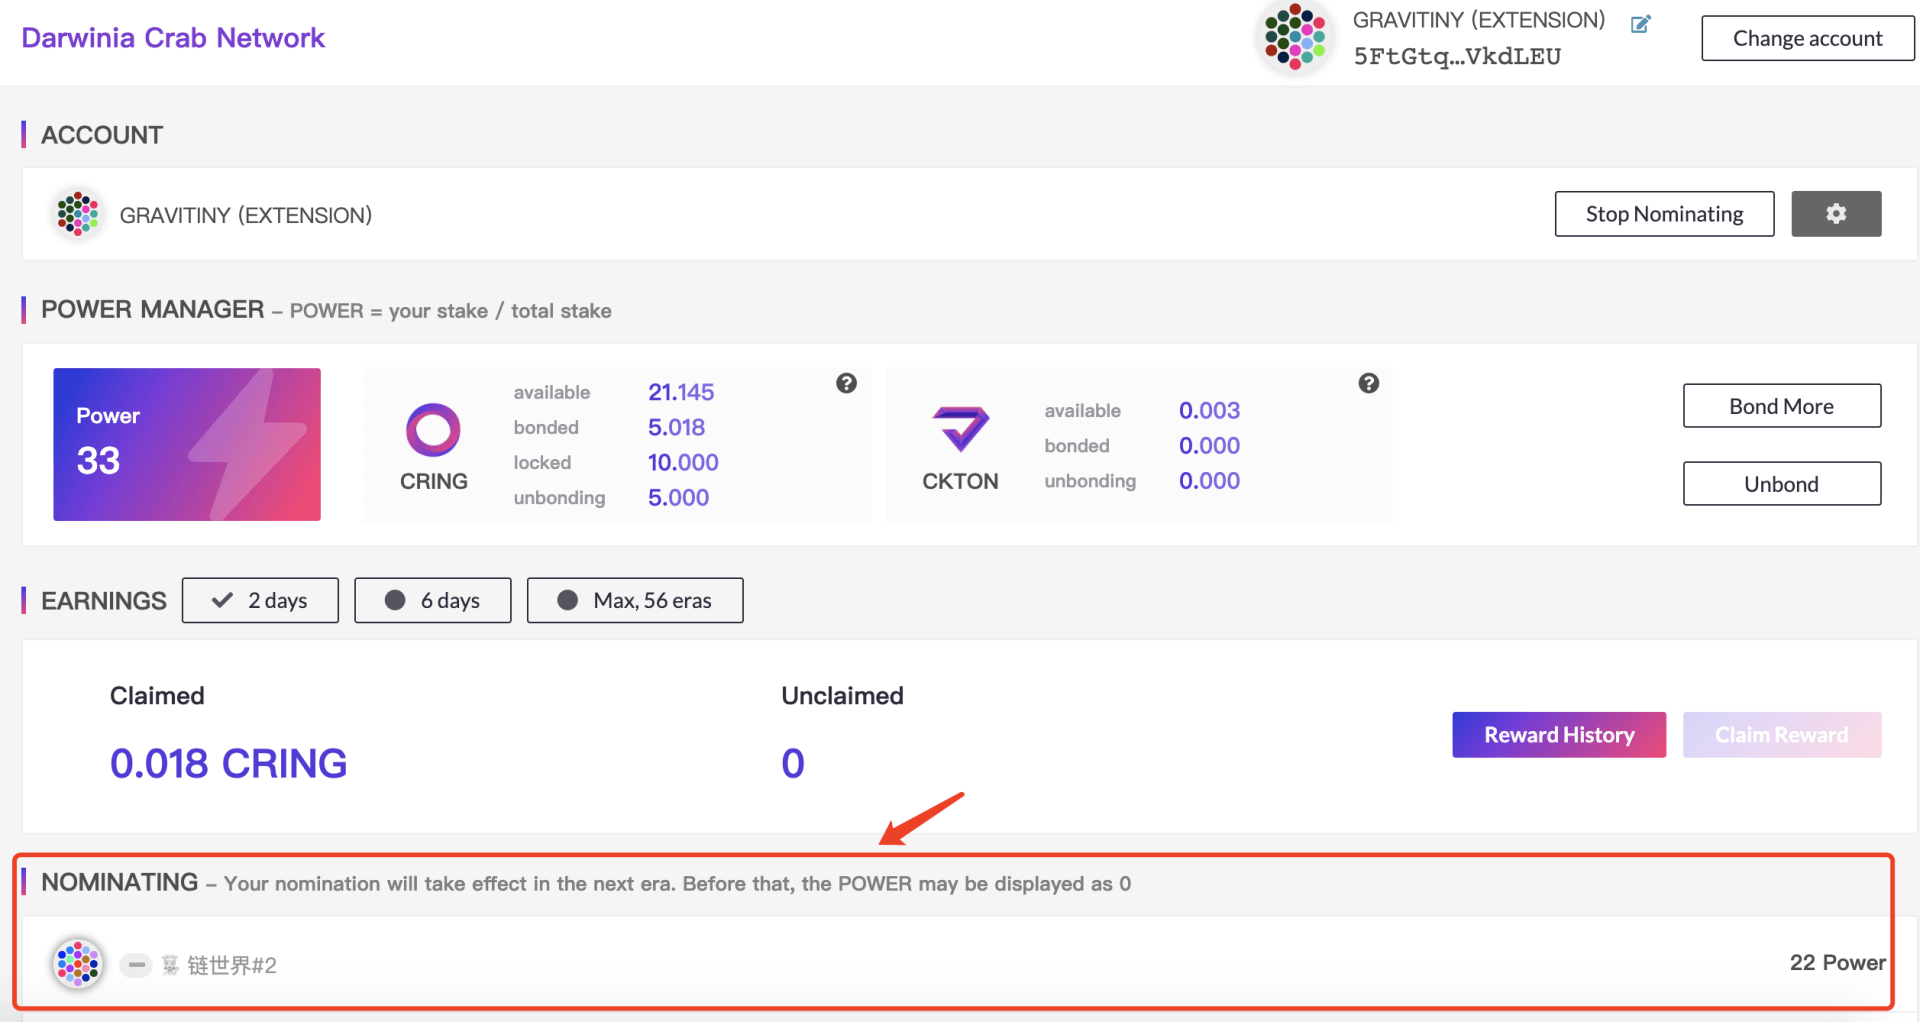 Darwinia Crab Network
GRAVITINY (EXTENSION)
5FtGtq…VkdLEU
Change account
ACCOUNT
GRAVITINY (EXTENSION)
Stop Nominating
POWER MANAGER – POWER = your stake / total stake
Power
33
CRING
available 21.145
bonded 5.018
locked 10.000
unbonding 5.000
CKTON
available 0.003
bonded 0.000
unbonding 0.000
Bond More
Unbond
EARNINGS
2 days
6 days
Max, 56 eras
Claimed
0.018 CRING
Unclaimed
0
Reward History
Claim Reward
NOMINATING – Your nomination will take effect in the next era. Before that, the POWER may be displayed as 0
链世界#2
22 Power